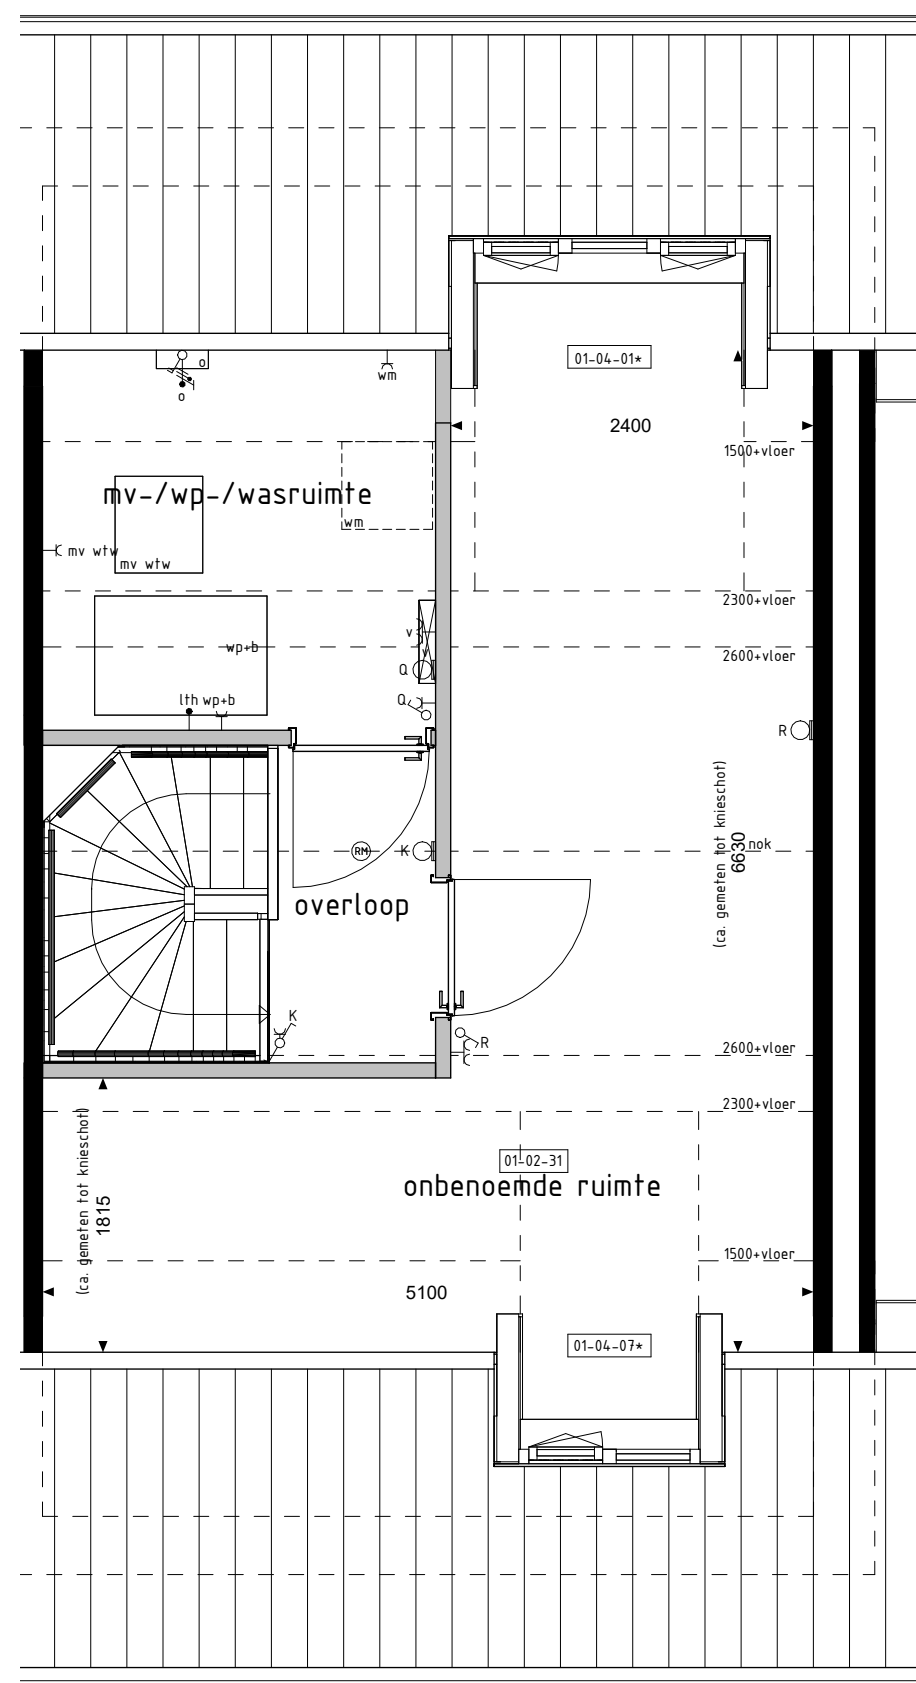 01-04-01*
o
wm
o
2400
1500+vloer
mv-/wp-/wasruimte
wm
mv wtw
mv wtw
2300+vloer
v
v
wp+b
2600+vloer
Q
lth wp+b
Q
R
(ca. gemeten tot knieschot)
6630
nok
RM
K
overloop
K
R
2600+vloer
2300+vloer
(ca. gemeten tot knieschot)
1815
01-02-31
onbenoemde ruimte
1500+vloer
5100
01-04-07*